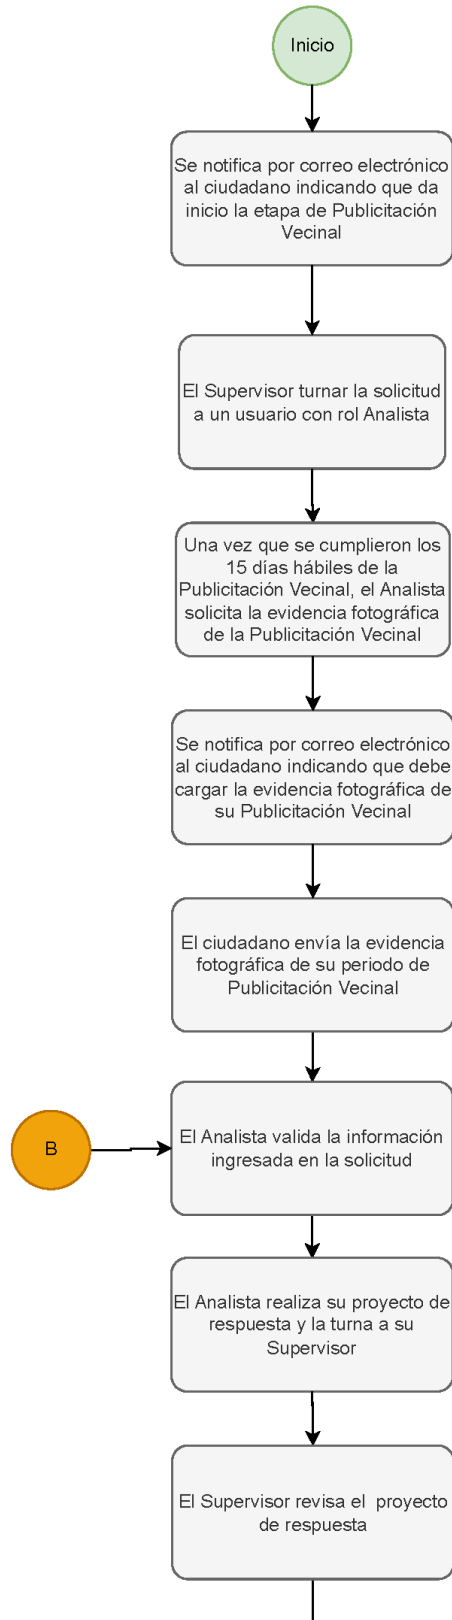 Inicio
Se notifica por correo electrónico
al ciudadano indicando que da
inicio la etapa de Publicitación
Vecinal
El Supervisor turnar la solicitud
a un usuario con rol Analista
Una vez que se cumplieron los
15 días hábiles de la
Publicitación Vecinal, el Analista
solicita la evidencia fotográfica
de la Publicitación Vecinal
Se notifica por correo electrónico
al ciudadano indicando que debe
cargar la evidencia fotográfica de
su Publicitación Vecinal
El ciudadano envía la evidencia
fotográfica de su periodo de
Publicitación Vecinal
B
El Analista valida la información
ingresada en la solicitud
El Analista realiza su proyecto de
respuesta y la turna a su
Supervisor
El Supervisor revisa el  proyecto
de respuesta